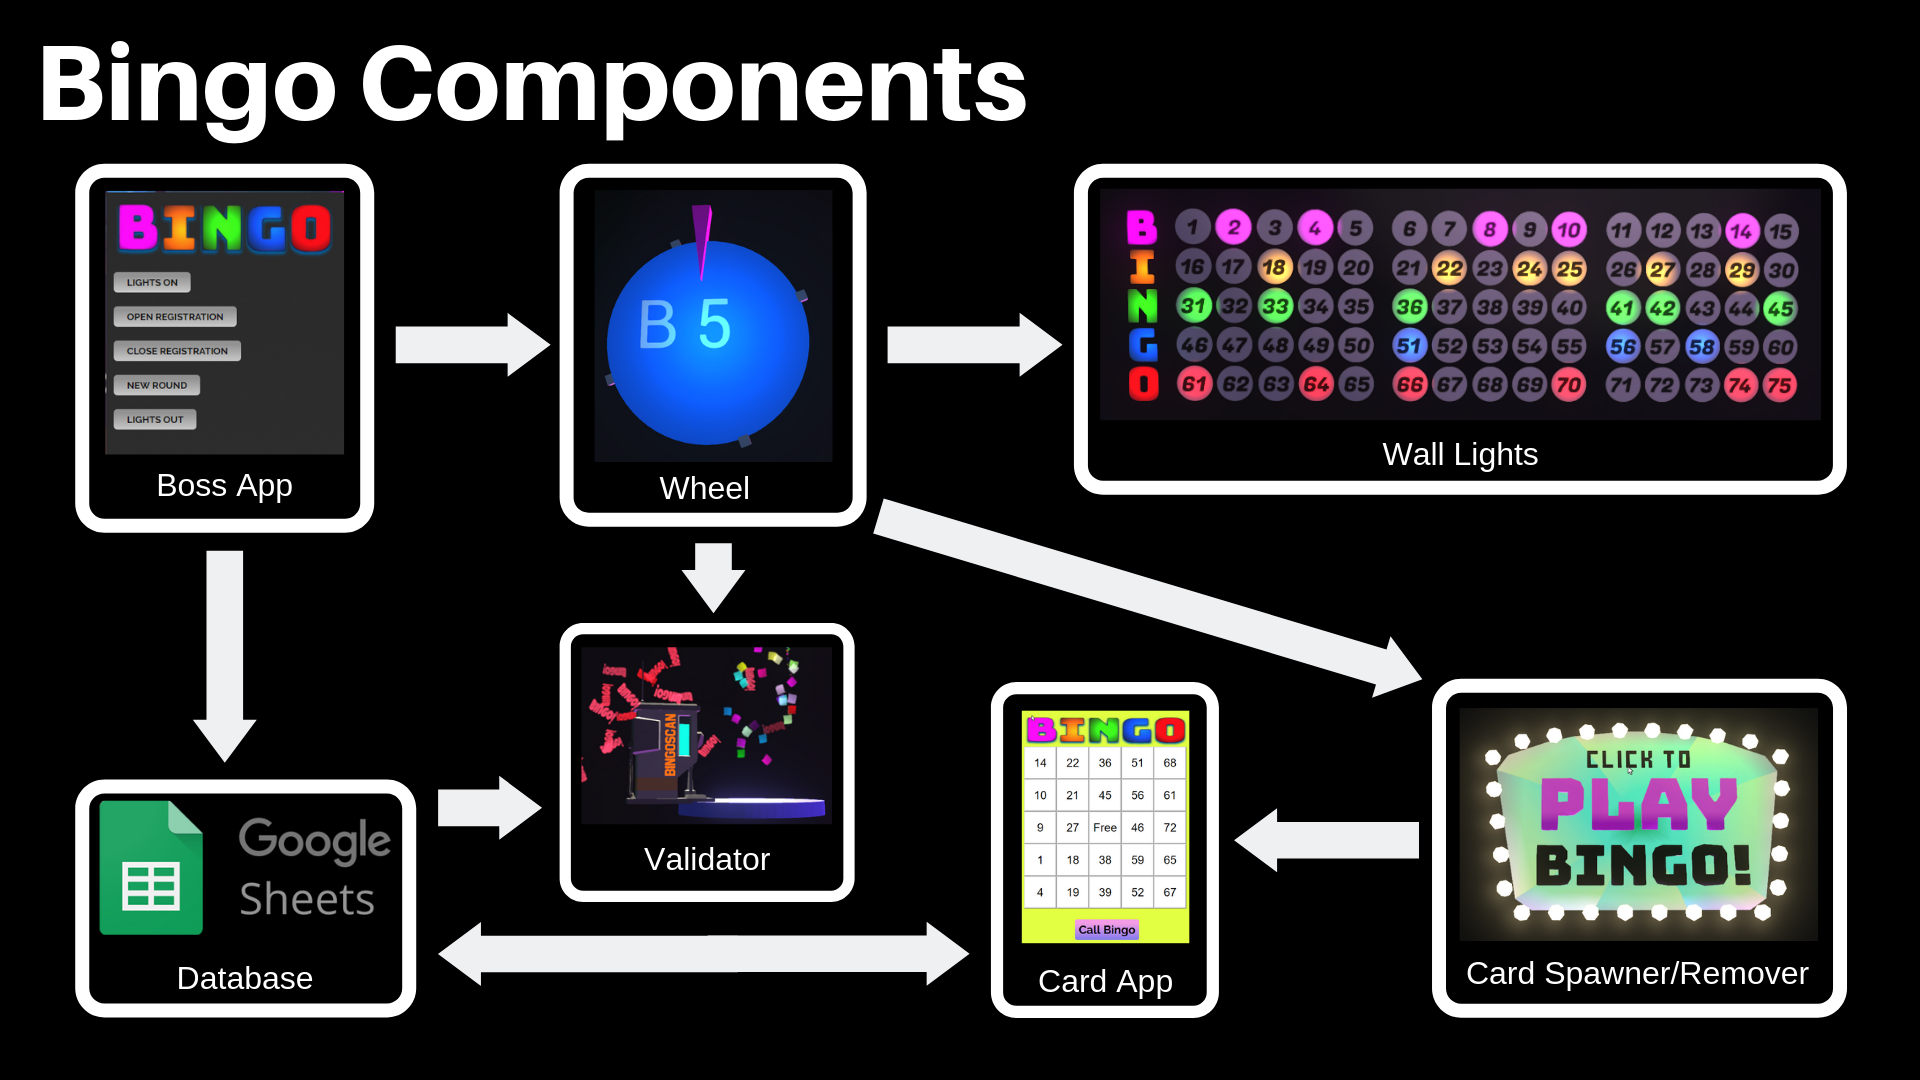 Bingo Components
BINGO
LIGHTS ON
OPEN REGISTRATION
CLOSE REGISTRATION
NEW ROUND
LIGHTS OUT
Boss App
B 5
Wheel
B 1 2 3 4 5 6 7 8 9 10 11 12 13 14 15
I 16 17 18 19 20 21 22 23 24 25 26 27 28 29 30
N 31 32 33 34 35 36 37 38 39 40 41 42 43 44 45
G 46 47 48 49 50 51 52 53 54 55 56 57 58 59 60
O 61 62 63 64 65 66 67 68 69 70 71 72 73 74 75
Wall Lights
Google
Sheets
Database
BINGOSCAN
Validator
BINGO
14 22 36 51 68
10 21 45 56 61
9 27 Free 46 72
1 18 38 59 65
4 19 39 52 67
Call Bingo
Card App
CLICK TO
PLAY
BINGO!
Card Spawner/Remover